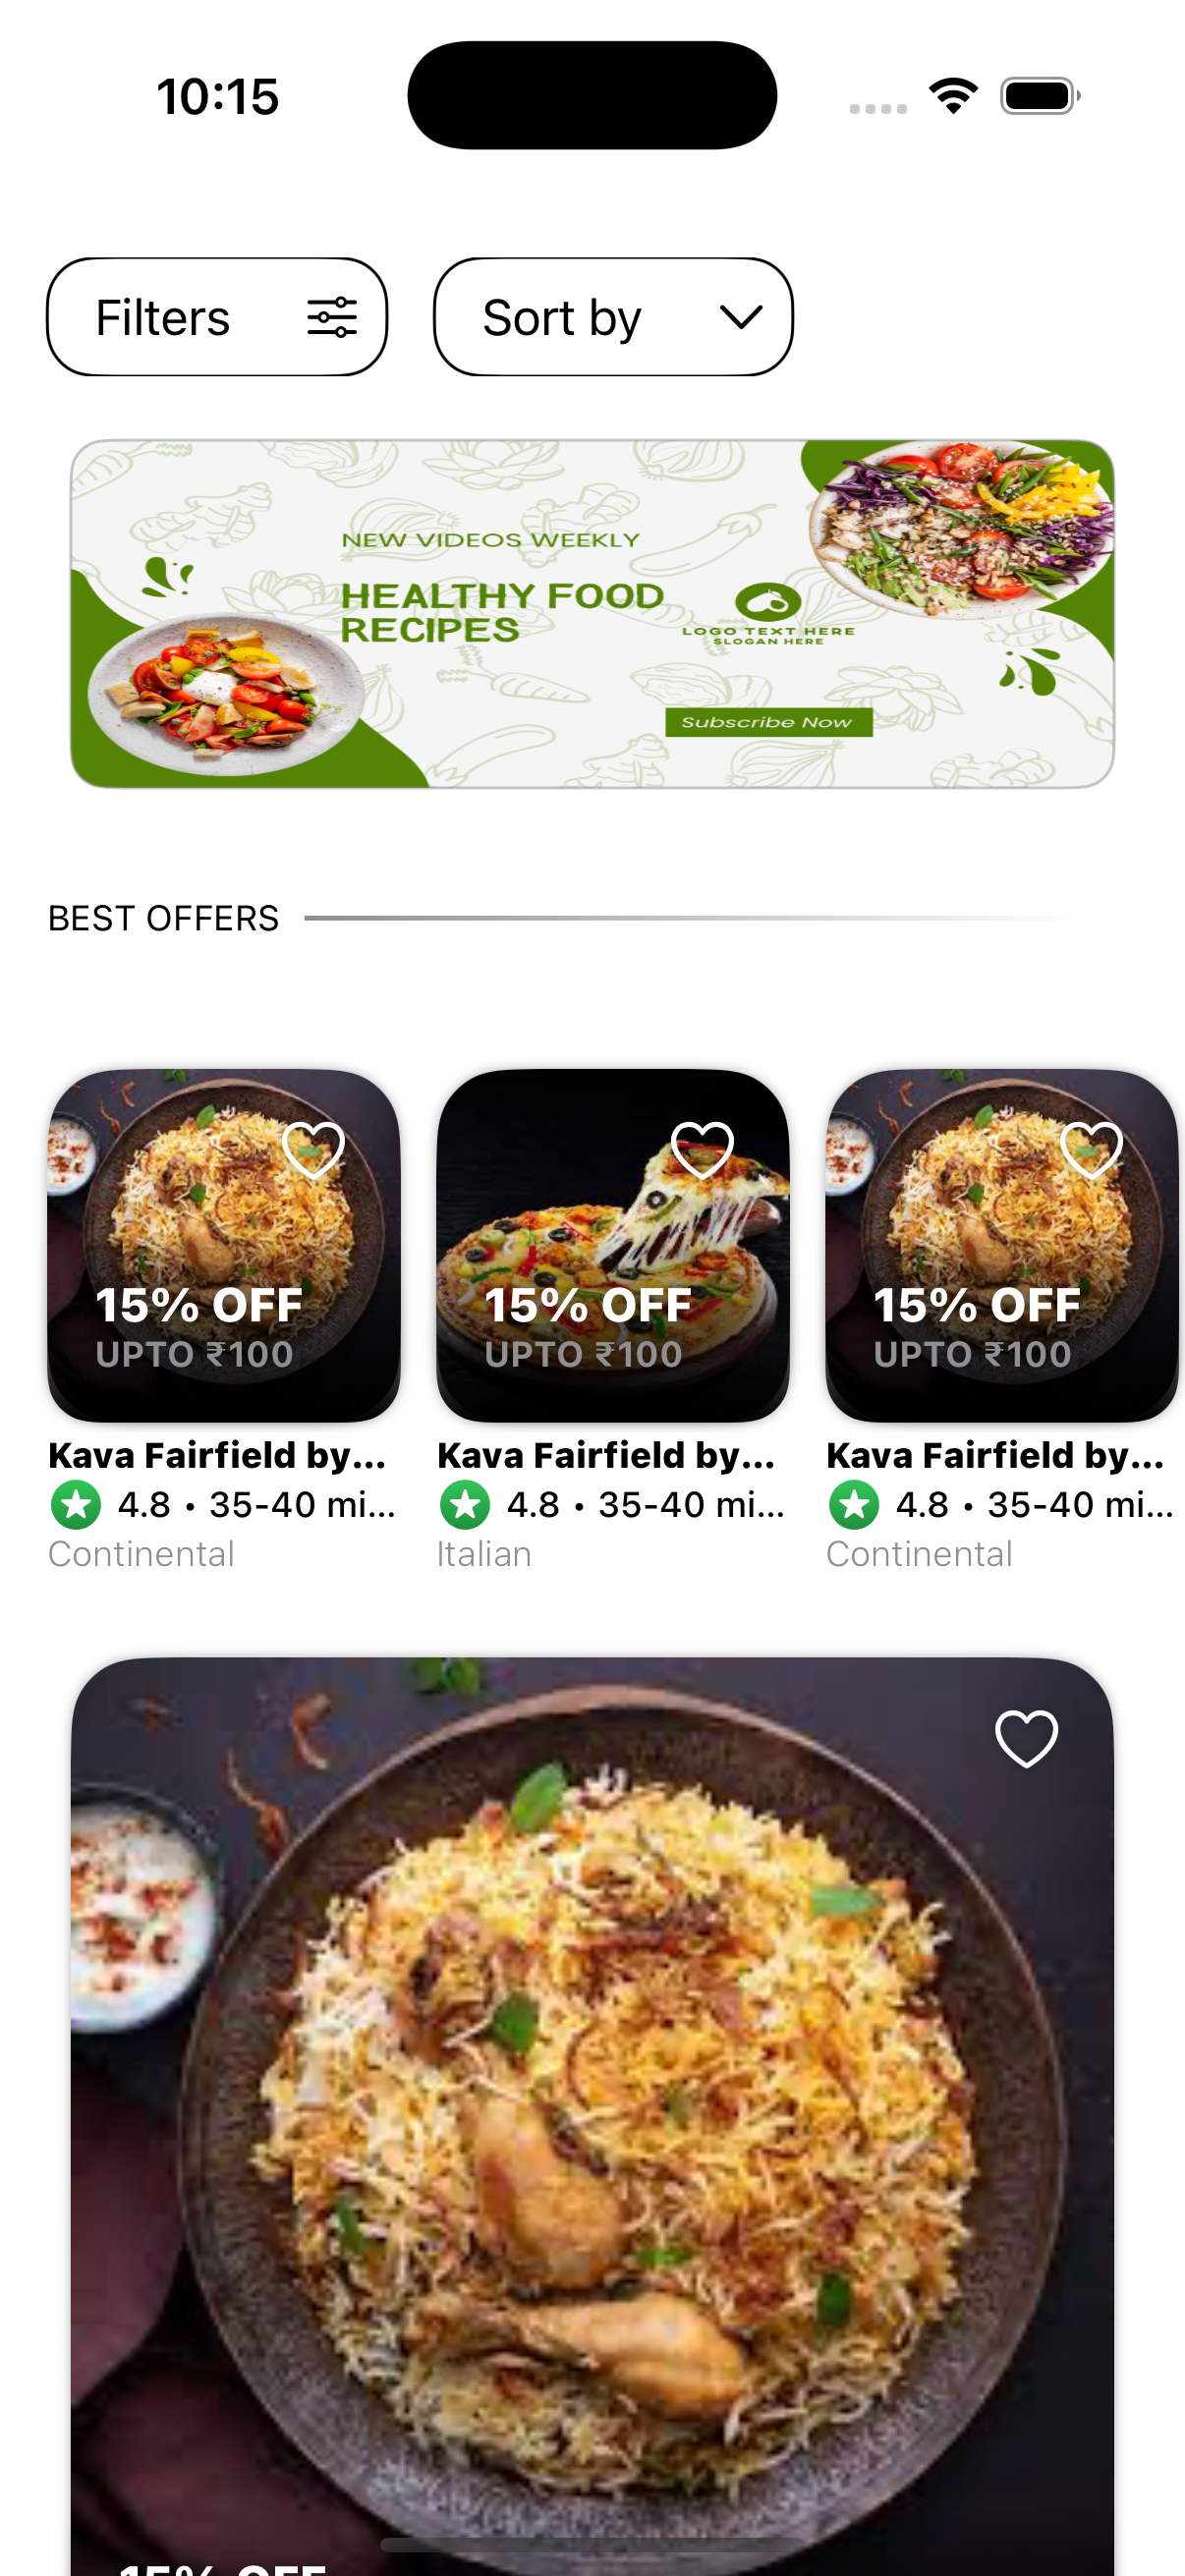 10:15
Filters
Sort by
NEW VIDEOS WEEKLY
HEALTHY FOOD
RECIPES
LOGO TEXT HERE
SLOGAN HERE
Subscribe Now
BEST OFFERS
15% OFF
UPTO ₹100
Kava Fairfield by...
4.8 • 35-40 mi...
Continental
15% OFF
UPTO ₹100
Kava Fairfield by...
4.8 • 35-40 mi...
Italian
15% OFF
UPTO ₹100
Kava Fairfield by...
4.8 • 35-40 mi...
Continental
15% OFF